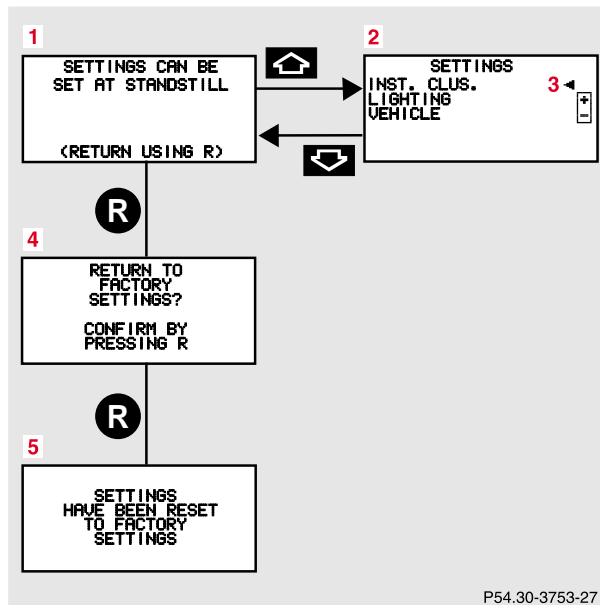 1
SETTINGS CAN BE
SET AT STANDSTILL
(RETURN USING R)
2
SETTINGS
INST. CLUS.
3
LIGHTING
VEHICLE
+
-
R
4
RETURN TO
FACTORY
SETTINGS?
CONFIRM BY
PRESSING R
R
5
SETTINGS
HAVE BEEN RESET
TO FACTORY
SETTINGS
P54.30-3753-27